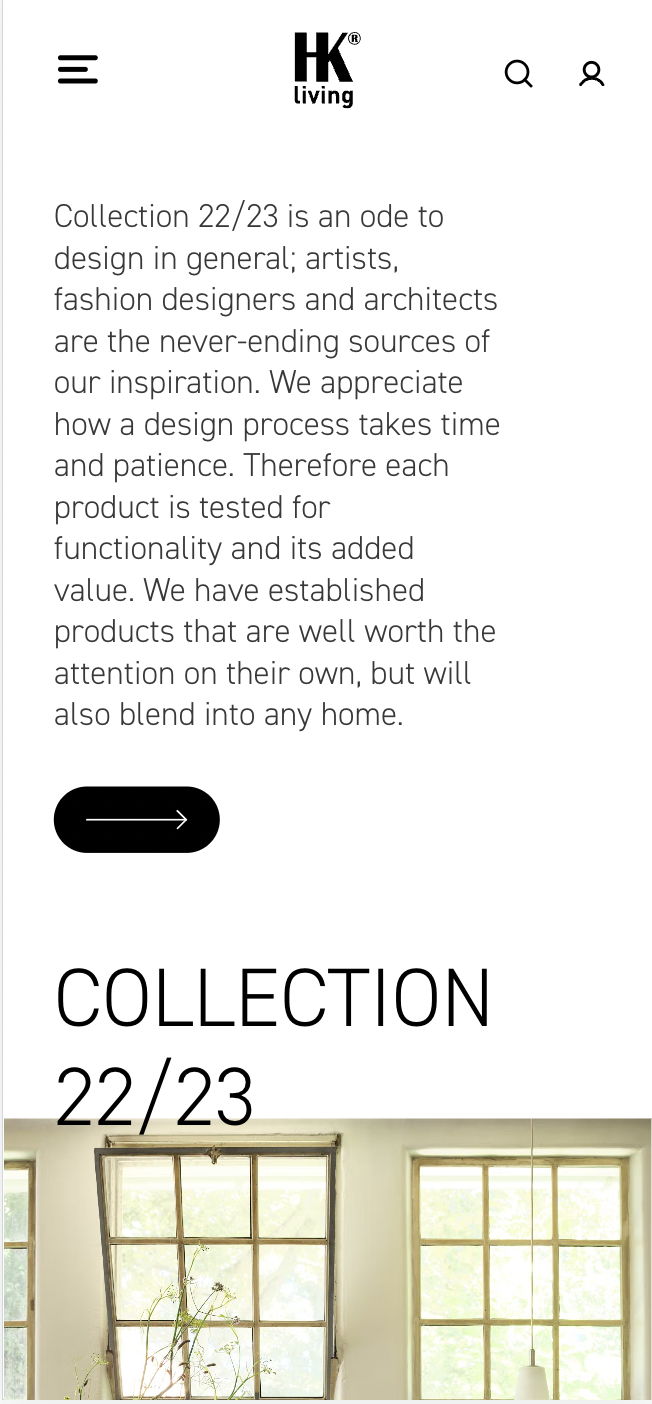 HK®
living
Collection 22/23 is an ode to
design in general; artists,
fashion designers and architects
are the never-ending sources of
our inspiration. We appreciate
how a design process takes time
and patience. Therefore each
product is tested for
functionality and its added
value. We have established
products that are well worth the
attention on their own, but will
also blend into any home.
COLLECTION
22/23